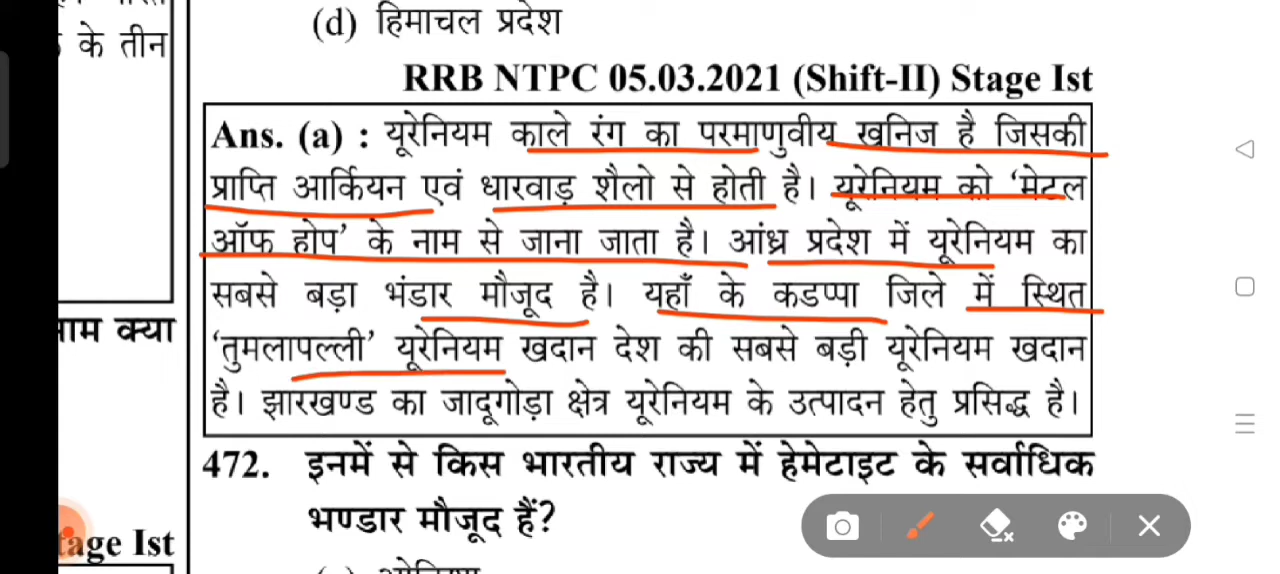 के तीन
(d) हिमाचल प्रदेश
RRB NTPC 05.03.2021 (Shift-II) Stage Ist
Ans. (a) : यूरेनियम काले रंग का परमाणुवीय खनिज है जिसकी
प्राप्ति आर्कियन एवं धारवाड़ शैलो से होती है। यूरेनियम को ‘मेटल
ऑफ होप’ के नाम से जाना जाता है। आंध्र प्रदेश में यूरेनियम का
सबसे बड़ा भंडार मौजूद है। यहाँ के कडप्पा जिले में स्थित
‘तुमलापल्ली’ यूरेनियम खदान देश की सबसे बड़ी यूरेनियम खदान
है। झारखण्ड का जादूगोड़ा क्षेत्र यूरेनियम के उत्पादन हेतु प्रसिद्ध है।
नाम क्या
472. इनमें से किस भारतीय राज्य में हेमेटाइट के सर्वाधिक
भण्डार मौजूद हैं?
tage Ist